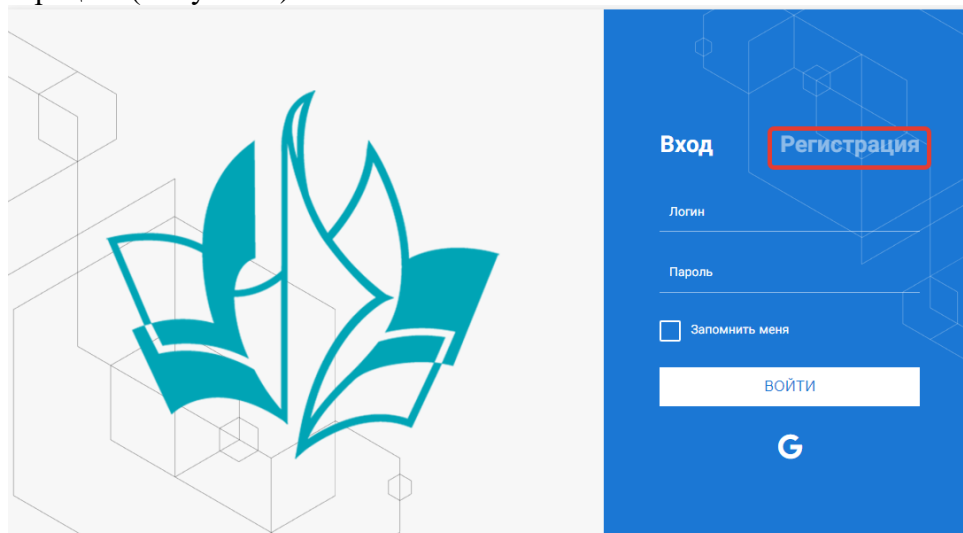 Вход Регистрация
Логин
Пароль
Запомнить меня
ВОЙТИ
G